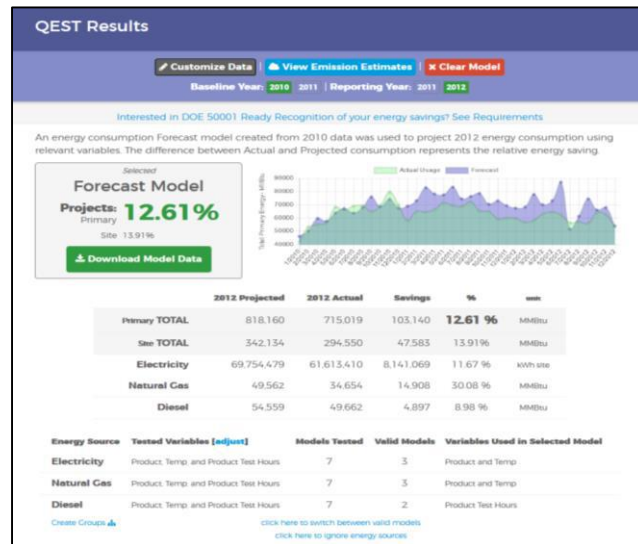 QEST Results
Customize Data | View Emission Estimates | Clear Model
Baseline Year: 2010 2011 | Reporting Year: 2011 2012
Interested in DOE 50001 Ready Recognition of your energy savings? See Requirements
An energy consumption Forecast model created from 2010 data was used to project 2012 energy consumption using
relevant variables. The difference between Actual and Projected consumption represents the relative energy saving.
Selected
Forecast Model
Projects: 12.61%
Primary
Site 13.91%
Download Model Data
Actual Usage Forecast
Total Primary Energy- MMBtu
90000
80000
70000
60000
50000
40000
2012 Projected 2012 Actual Savings %
Primary TOTAL 818,160 715,019 103,140 12.61 % MMBtu
Site TOTAL 342,134 294,550 47,583 13.91% MMBtu
Electricity 69,754,479 61,613,410 8,141,069 11.67 % kWh site
Natural Gas 49,562 34,654 14,908 30.08 % MMBtu
Diesel 54,559 49,662 4,897 8.98 % MMBtu
Energy Source Tested Variables [adjust] Models Tested Valid Models Variables Used in Selected Model
Electricity Product, Temp, and Product Test Hours 7 3 Product and Temp
Natural Gas Product, Temp, and Product Test Hours 7 3 Product and Temp
Diesel Product, Temp, and Product Test Hours 7 2 Product Test Hours
Create Groups click here to switch between valid models
click here to ignore energy sources